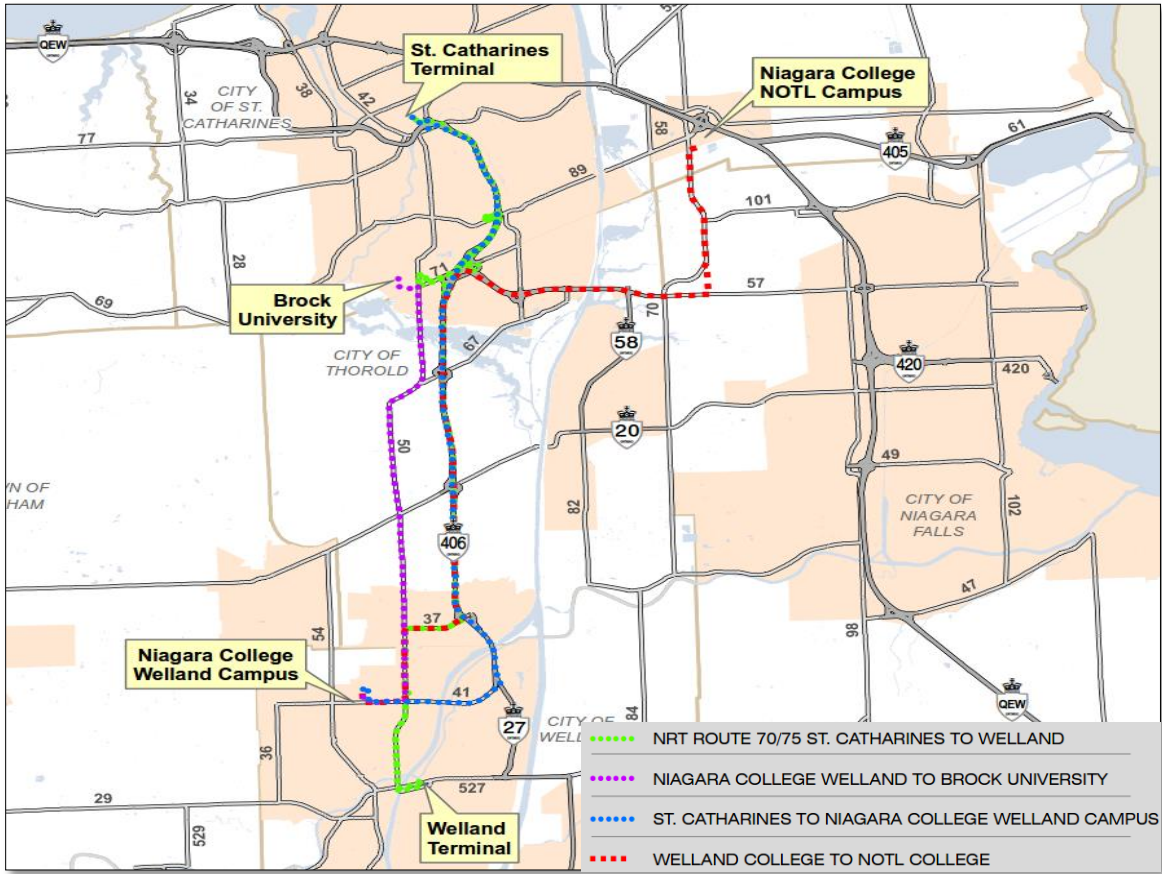 QEW
34
38
42
CITY
OF ST.
CATHARINES
77
St. Catharines
Terminal
Niagara College
NOTL Campus
58
405
61
89
101
28
71
69
Brock
University
57
70
58
CITY OF
THOROLD
67
420
420
50
20
49
82
102
CITY OF
NIAGARA
FALLS
N OF
HAM
406
47
37
54
98
Niagara College
Welland Campus
41
27
CITY OF
WELL
84
QEW
36
29
527
529
Welland
Terminal
NRT ROUTE 70/75 ST. CATHARINES TO WELLAND
NIAGARA COLLEGE WELLAND TO BROCK UNIVERSITY
ST. CATHARINES TO NIAGARA COLLEGE WELLAND CAMPUS
WELLAND COLLEGE TO NOTL COLLEGE